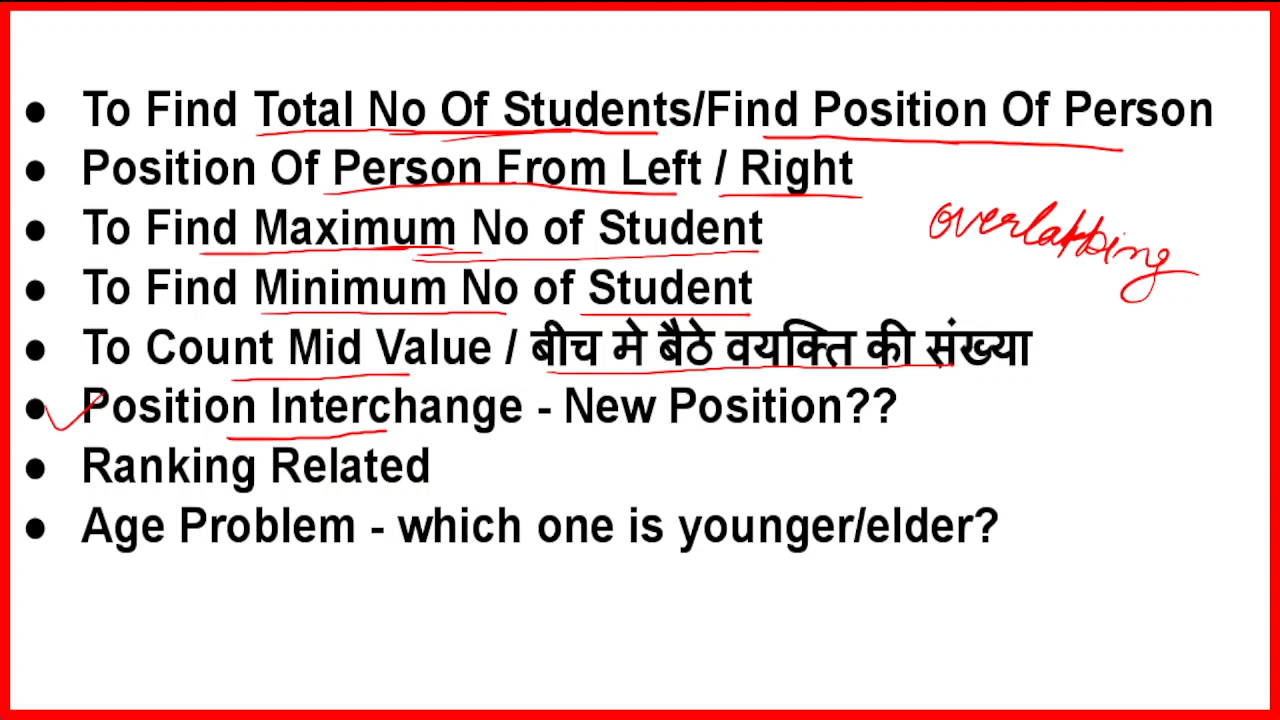 ● To Find Total No Of Students/Find Position Of Person
● Position Of Person From Left / Right
● To Find Maximum No of Student
overlapping
● To Find Minimum No of Student
● To Count Mid Value / बीच मे बैठे वयक्ति की संख्या
● Position Interchange - New Position??
● Ranking Related
● Age Problem - which one is younger/elder?